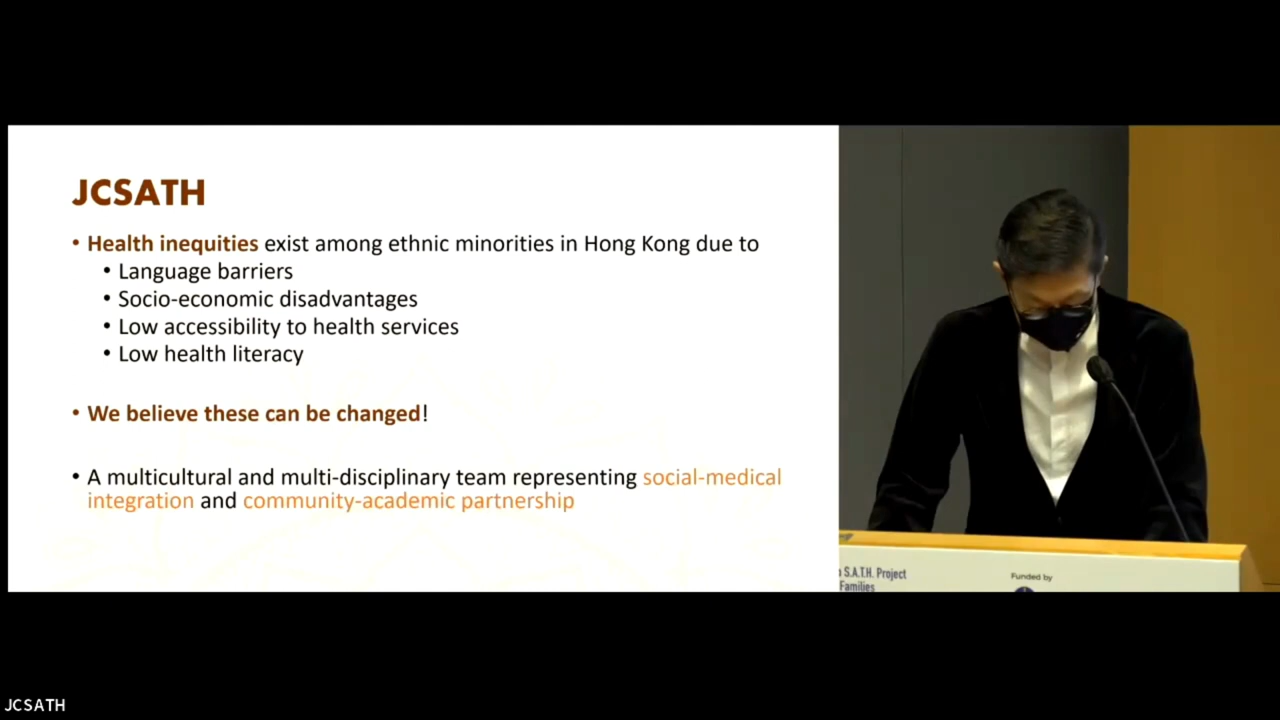 JCSATH
• Health inequities exist among ethnic minorities in Hong Kong due to
• Language barriers
• Socio-economic disadvantages
• Low accessibility to health services
• Low health literacy
• We believe these can be changed!
• A multicultural and multi-disciplinary team representing social-medical
integration and community-academic partnership
S.A.T.H. Project
Families
Funded by
JCSATH